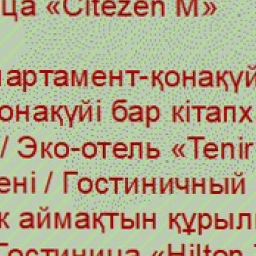 ца «Citezen M»
партамент-қонақүй
онақүйі бар кітапх
/ Эко-отель «Tenir
ені / Гостиничный
к аймақтын құрыл
Гостиница «Hilton